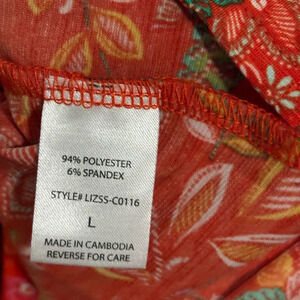 94% POLYESTER
6% SPANDEX
STYLE# LIZSS-C0116
L
MADE IN CAMBODIA
REVERSE FOR CARE